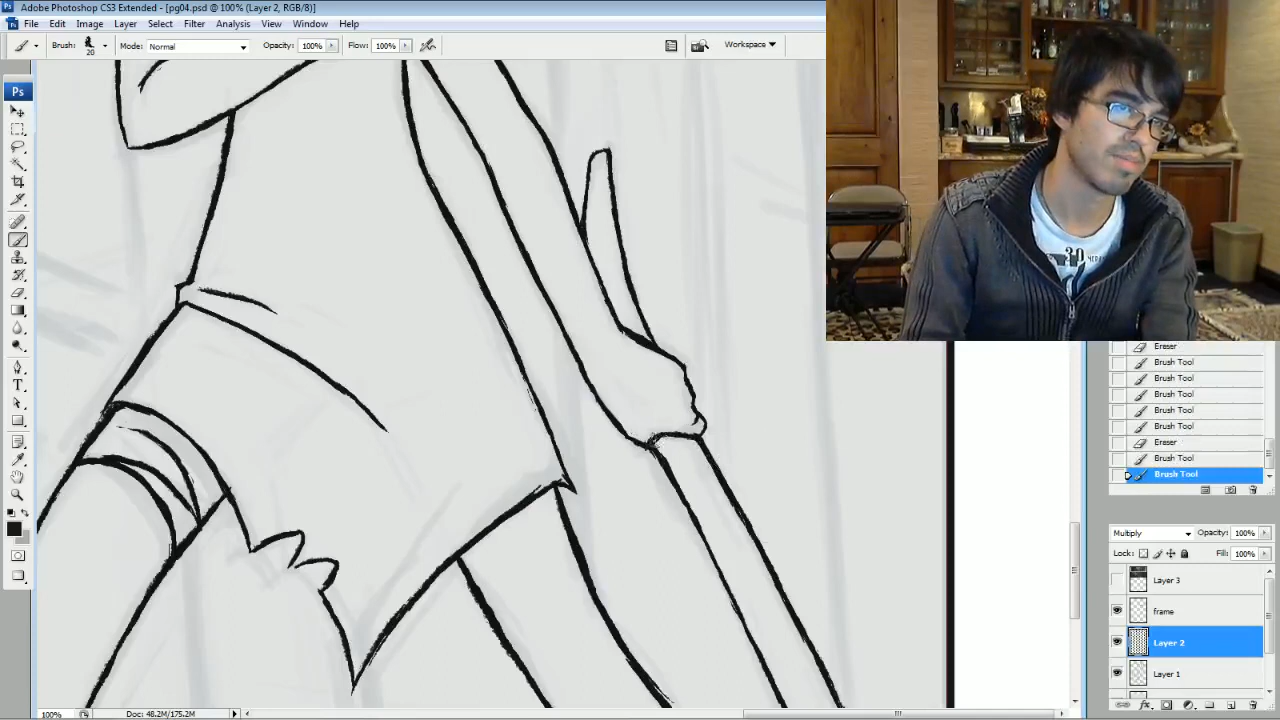 Adobe Photoshop CS3 Extended - [pg04.psd @ 100% (Layer 2, RGB/8)]
File Edit Image Layer Select Filter Analysis View Window Help
Brush: 20 Mode: Normal Opacity: 100% Flow: 100% Workspace
Ps
30
Eraser
Brush Tool
Brush Tool
Brush Tool
Brush Tool
Brush Tool
Eraser
Brush Tool
Brush Tool
Multiply Opacity: 100%
Lock: Fill: 100%
Layer 3
frame
Layer 2
Layer 1
100% Doc: 48.2M/175.2M